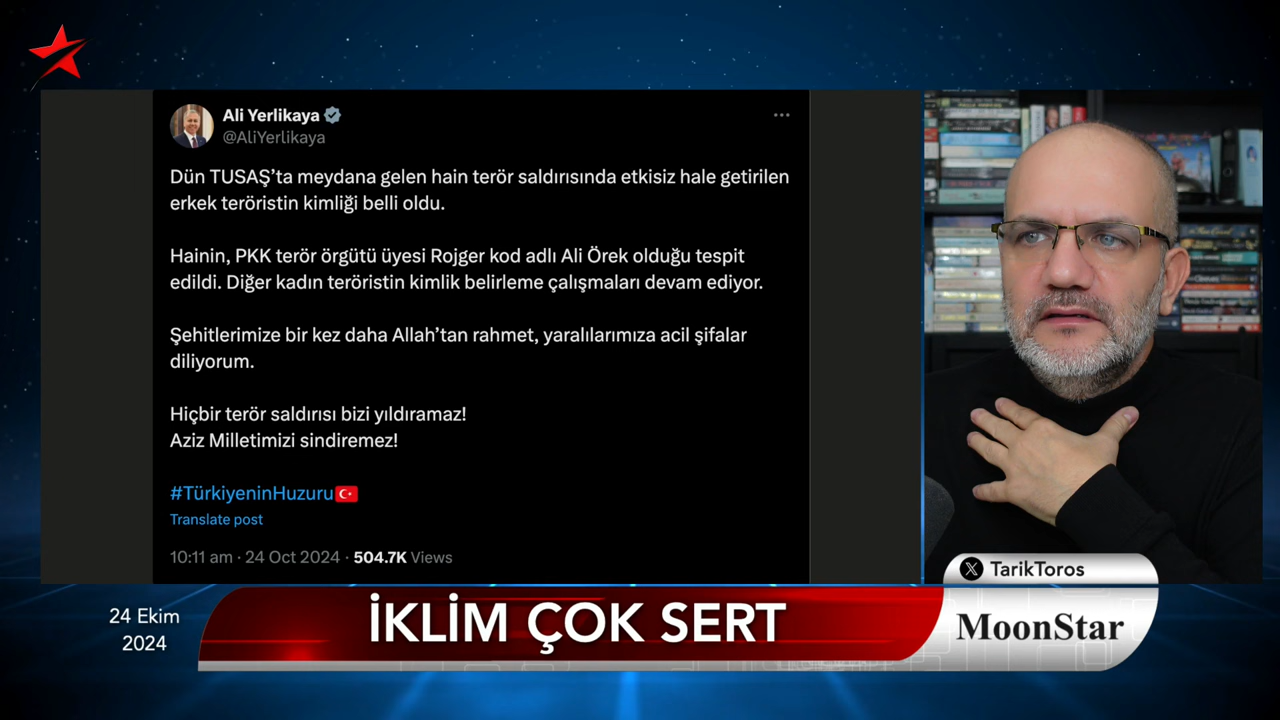 Ali Yerlikaya
@AliYerlikaya
Dün TUSAŞ’ta meydana gelen hain terör saldırısında etkisiz hale getirilen
erkek teröristin kimliği belli oldu.
Hainin, PKK terör örgütü üyesi Rojger kod adlı Ali Örek olduğu tespit
edildi. Diğer kadın teröristin kimlik belirleme çalışmaları devam ediyor.
Şehitlerimize bir kez daha Allah’tan rahmet, yaralılarımıza acil şifalar
diliyorum.
Hiçbir terör saldırısı bizi yıldıramaz!
Aziz Milletimizi sindiremez!
#TürkiyeninHuzuru
Translate post
10:11 am · 24 Oct 2024 · 504.7K Views
TarikToros
24 Ekim
2024
İKLİM ÇOK SERT
MoonStar